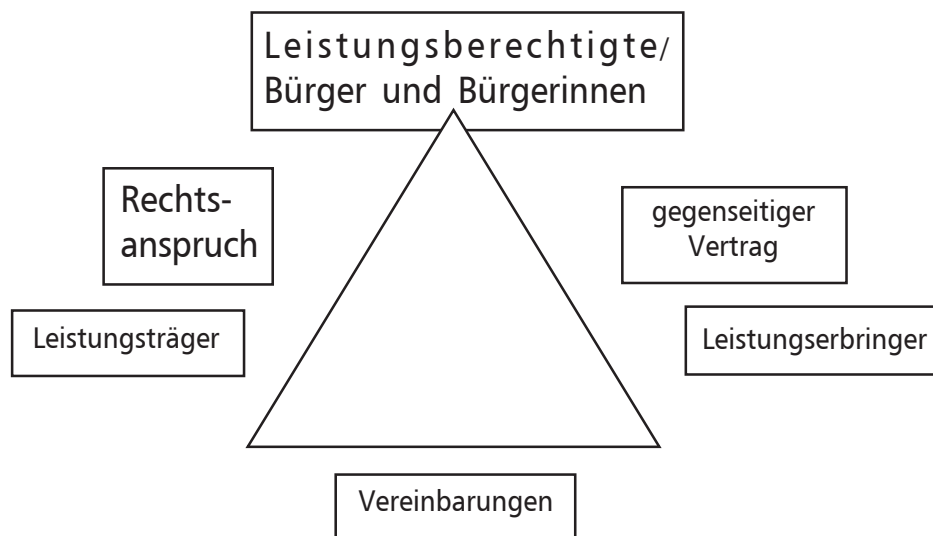 Leistungsberechtigte/
Bürger und Bürgerinnen
Rechts-
anspruch
gegenseitiger
Vertrag
Leistungsträger
Leistungserbringer
Vereinbarungen